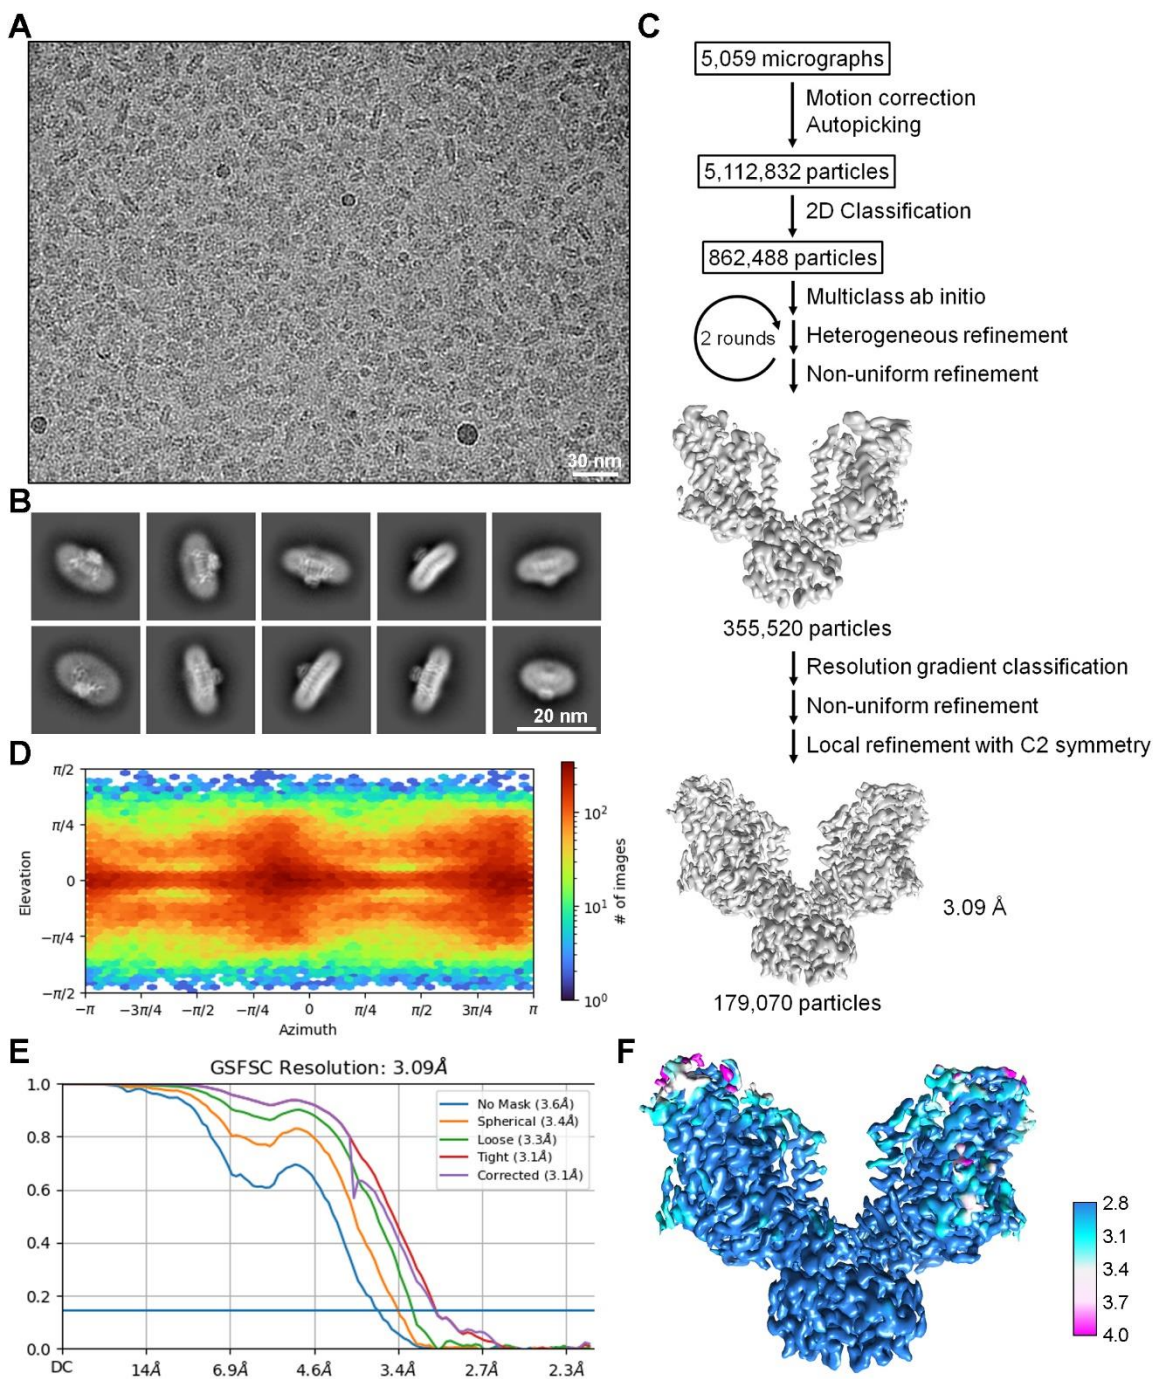 A
30 nm
B
20 nm
C
5,059 micrographs
Motion correction
Autopicking
5,112,832 particles
2D Classification
862,488 particles
Multiclass ab initio
2 rounds
Heterogeneous refinement
Non-uniform refinement
355,520 particles
Resolution gradient classification
Non-uniform refinement
Local refinement with C2 symmetry
3.09 Å
179,070 particles
D
π/2
π/4
0
−π/4
−π/2
Elevation
−π −3π/4 −π/2 −π/4 0 π/4 π/2 3π/4 π
Azimuth
10²
10¹
10⁰
# of images
E
GSFSC Resolution: 3.09Å
1.0
0.8
0.6
0.4
0.2
0.0
No Mask (3.6Å)
Spherical (3.4Å)
Loose (3.3Å)
Tight (3.1Å)
Corrected (3.1Å)
DC 14Å 6.9Å 4.6Å 3.4Å 2.7Å 2.3Å
F
2.8
3.1
3.4
3.7
4.0